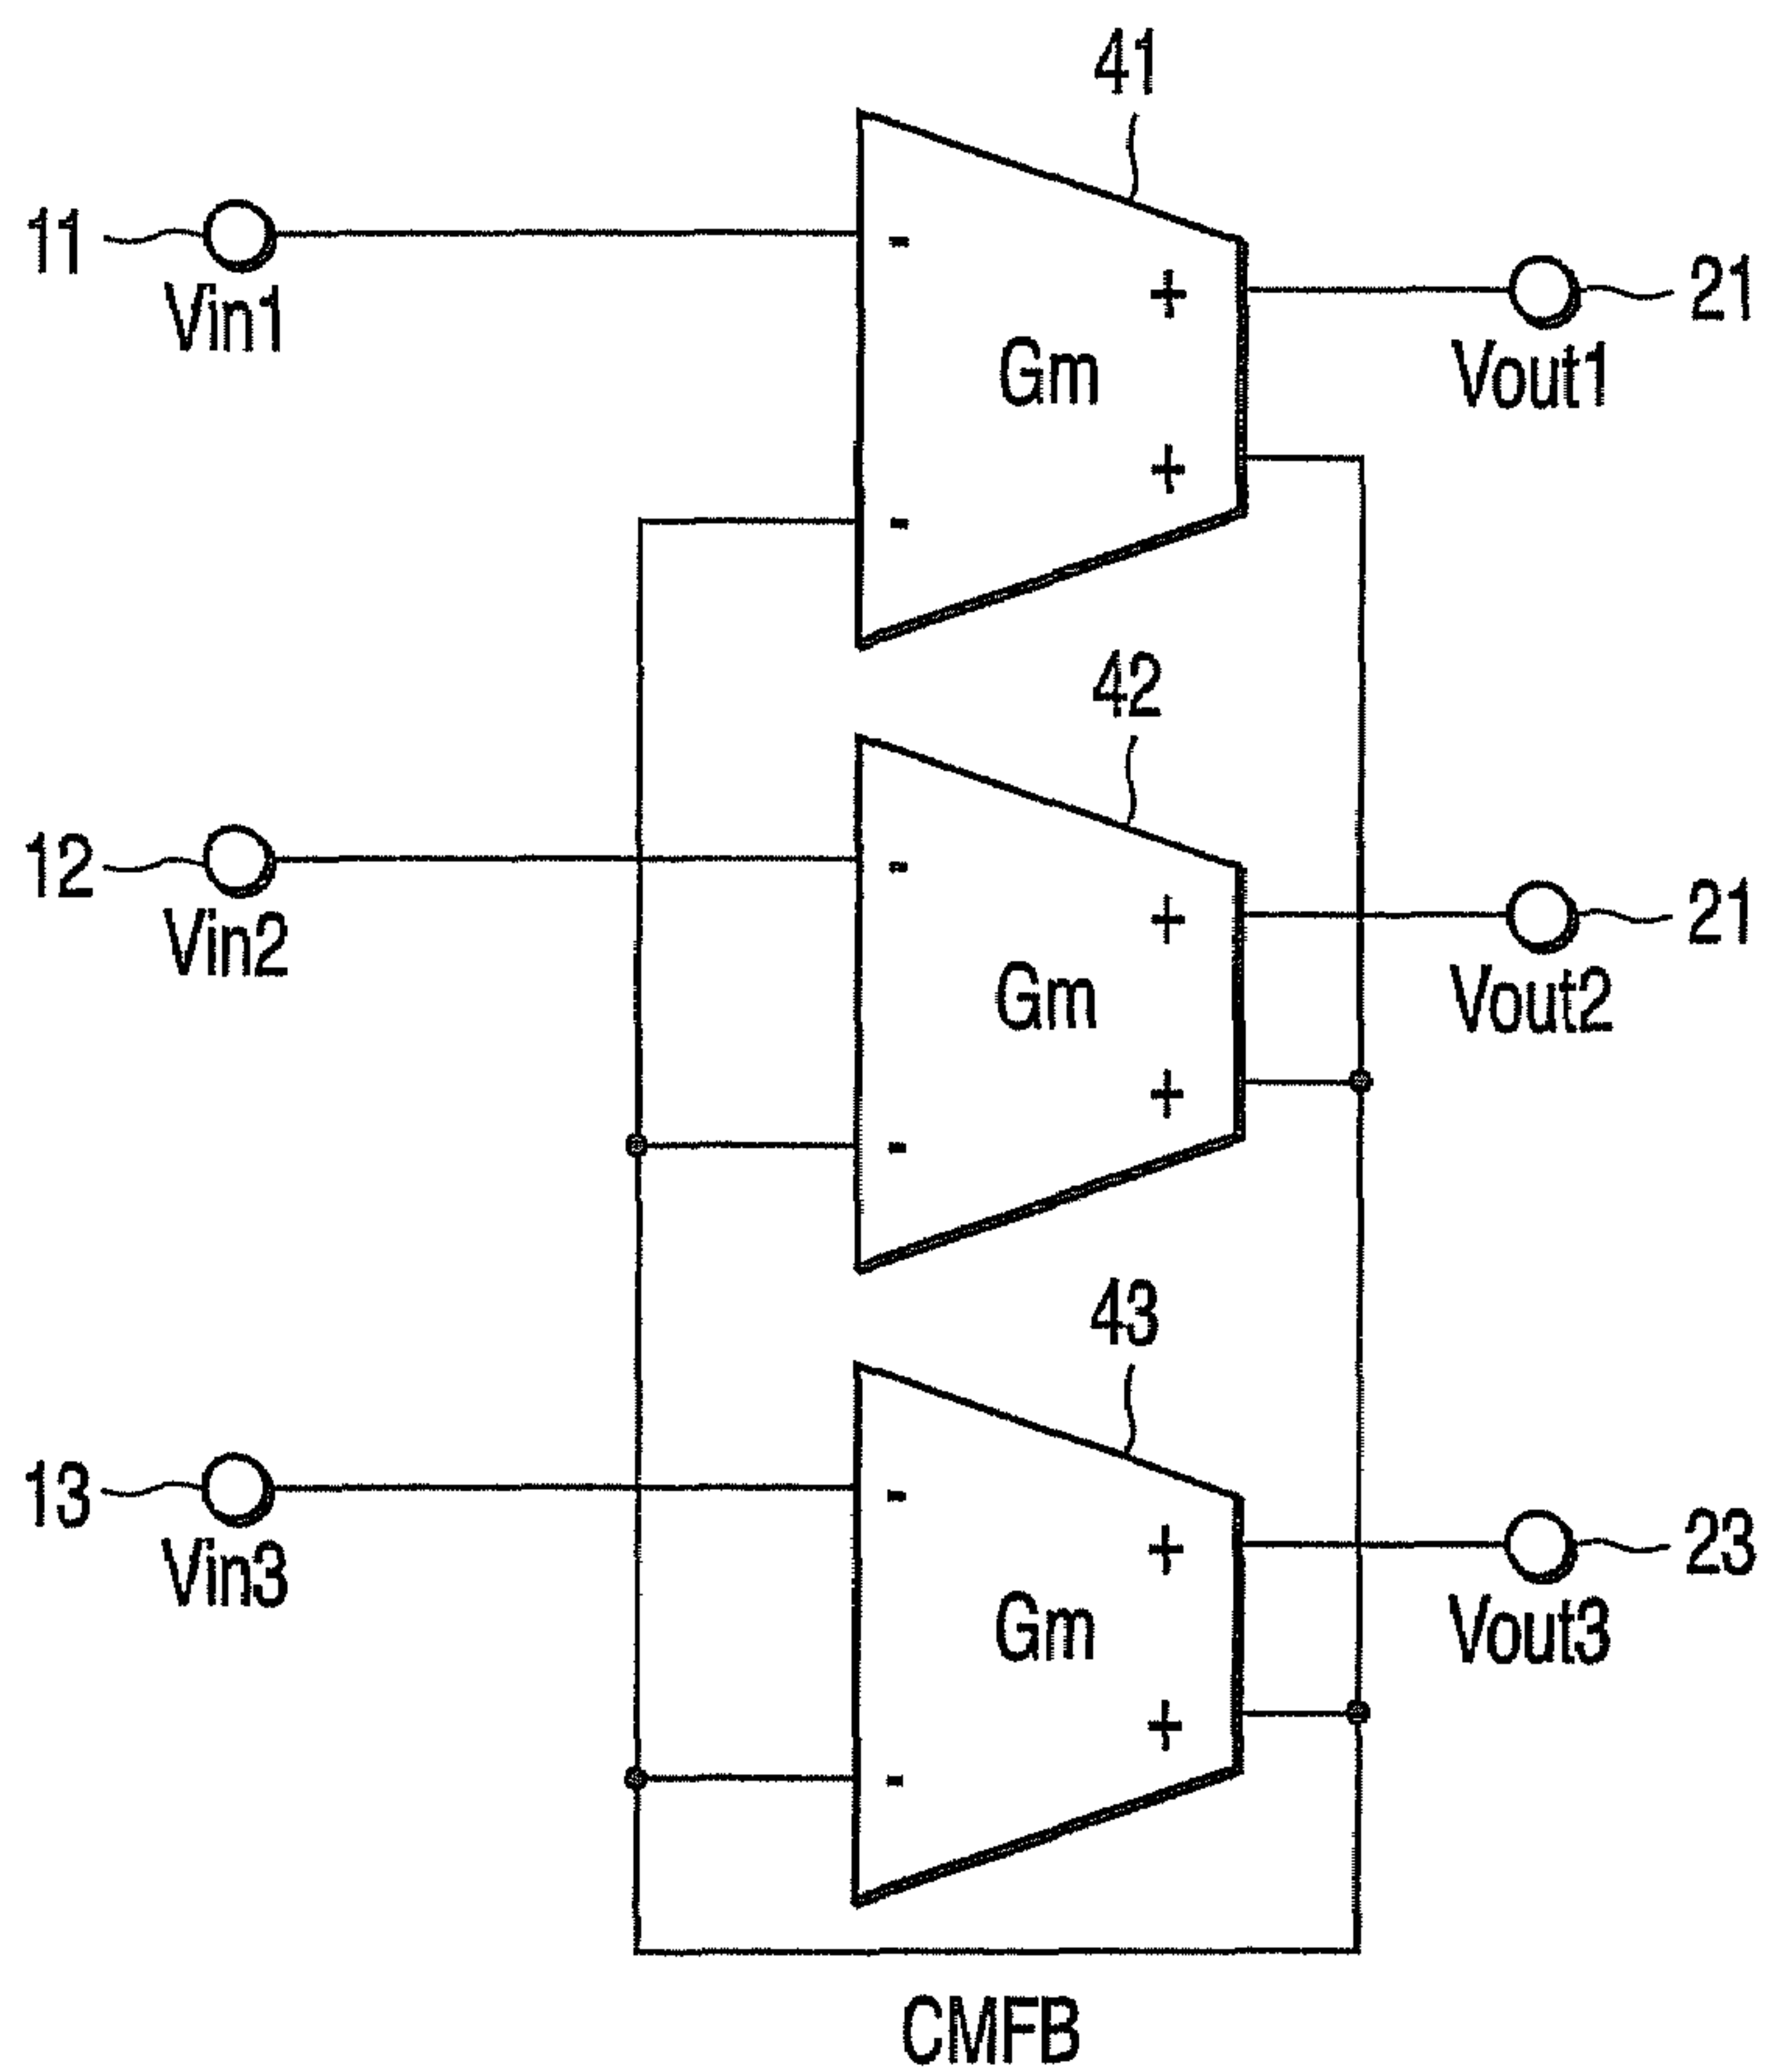 41
11
Vin1
-
+
21
Vout1
Gm
+
-
42
12
Vin2
-
+
21
Vout2
Gm
+
-
43
13
Vin3
-
+
23
Vout3
Gm
+
-
CMFB